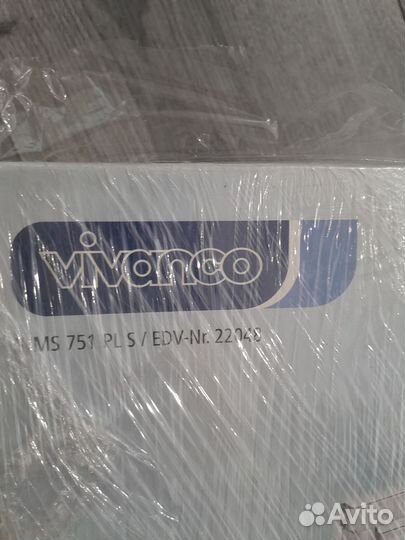 vivanco
MS 751 PL S / EDV-Nr. 22048
Avito